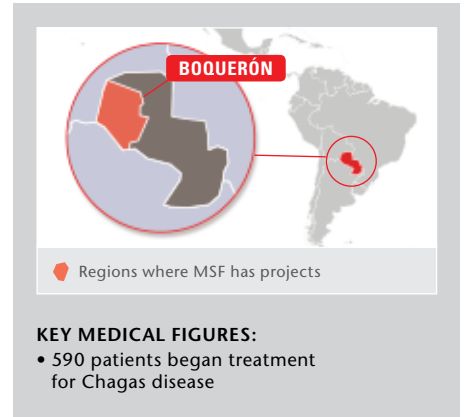 BOQUERÓN
Regions where MSF has projects
KEY MEDICAL FIGURES:
• 590 patients began treatment
for Chagas disease